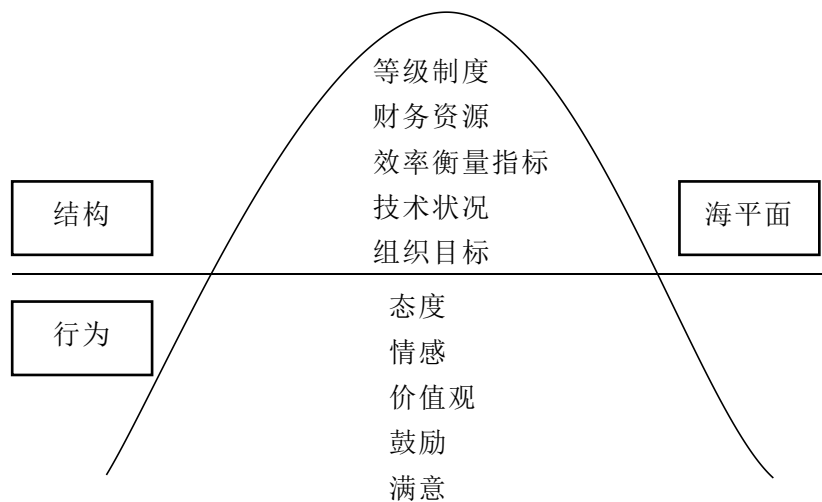 等级制度
财务资源
效率衡量指标
结构
技术状况
海平面
组织目标
态度
行为
情感
价值观
鼓励
满意